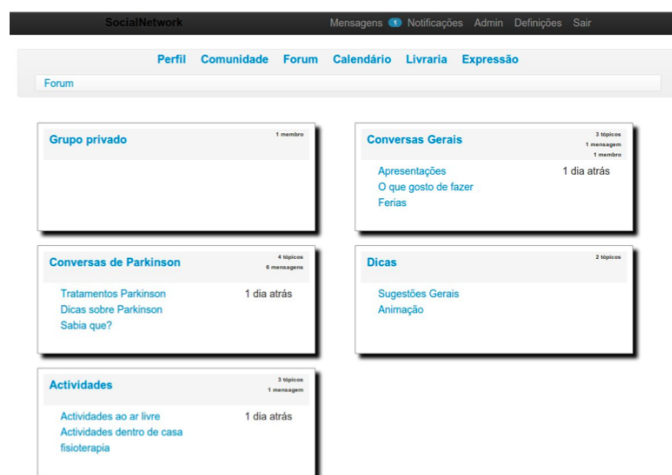 SocialNetwork
Mensagens 1 Notificações Admin Definições Sair
Perfil Comunidade Forum Calendário Livraria Expressão
Forum
Grupo privado
1 membro
Conversas Gerais
3 tópicos
1 mensagem
1 membro
Apresentações 1 dia atrás
O que gosto de fazer
Ferias
Conversas de Parkinson
4 tópicos
6 mensagens
Tratamentos Parkinson 1 dia atrás
Dicas sobre Parkinson
Sabia que?
Dicas
2 tópicos
Sugestões Gerais
Animação
Actividades
3 tópicos
1 mensagem
Actividades ao ar livre 1 dia atrás
Actividades dentro de casa
fisioterapia